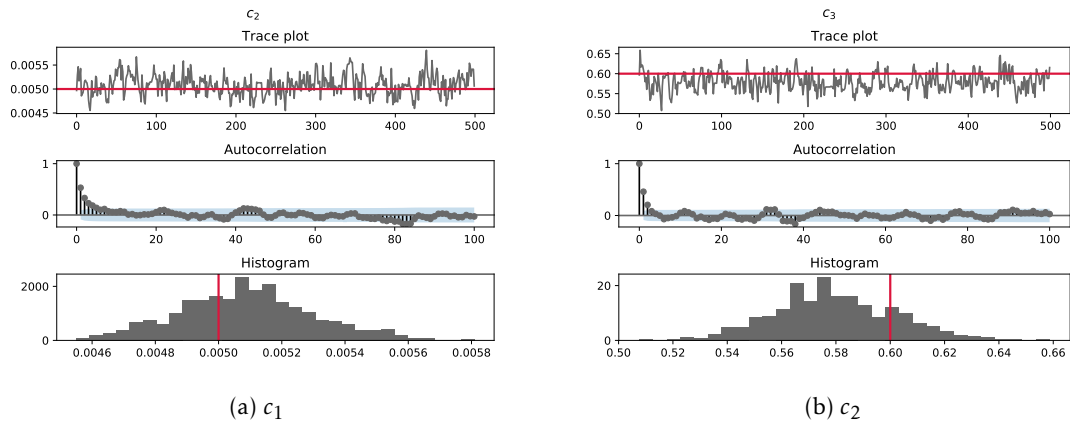 c₂
Trace plot
0.0055
0.0050
0.0045
0 100 200 300 400 500
Autocorrelation
1
0
0 20 40 60 80 100
Histogram
2000
0
0.0046 0.0048 0.0050 0.0052 0.0054 0.0056 0.0058
(a) c₁
c₃
Trace plot
0.65
0.60
0.55
0.50
0 100 200 300 400 500
Autocorrelation
1
0
0 20 40 60 80 100
Histogram
20
0
0.50 0.52 0.54 0.56 0.58 0.60 0.62 0.64 0.66
(b) c₂